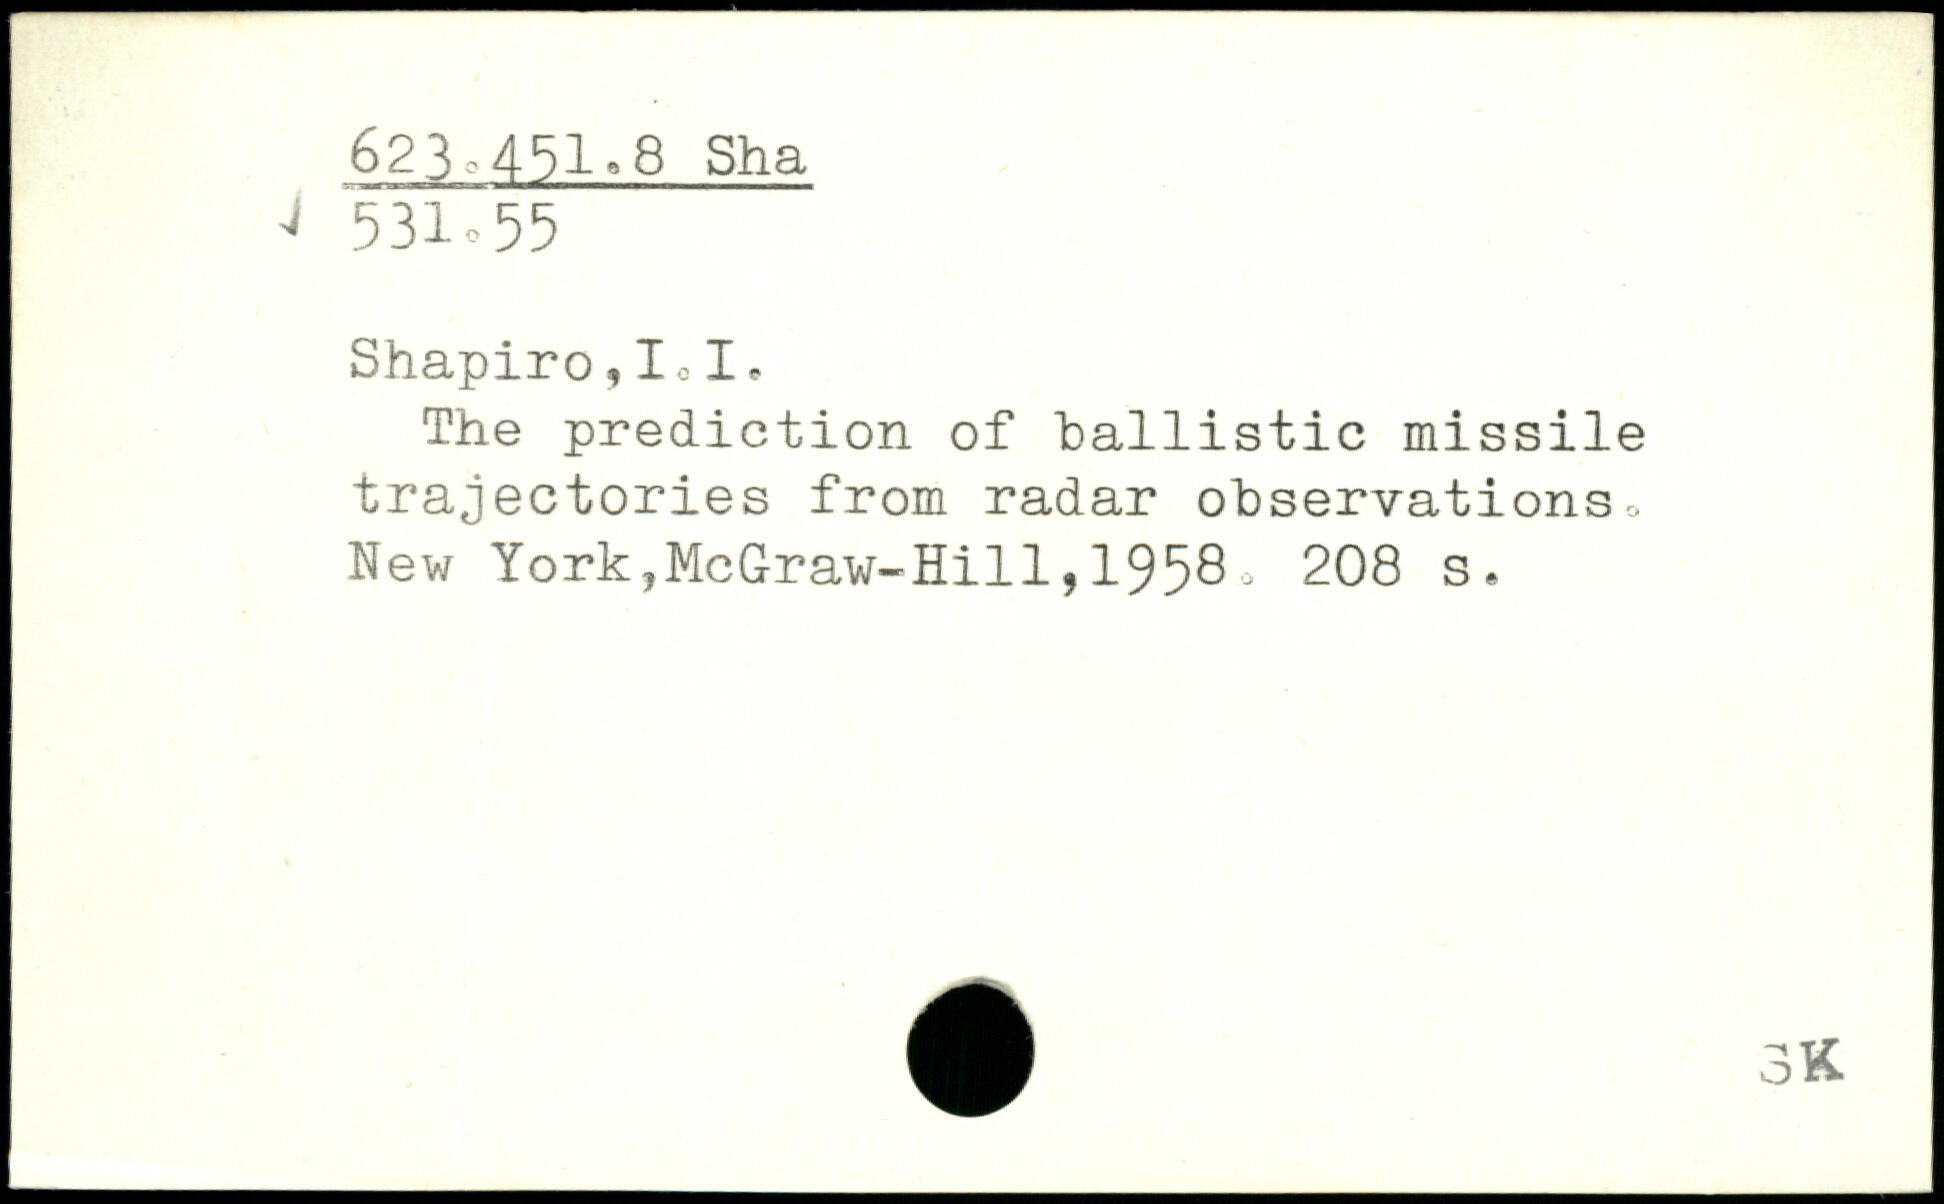 623.451.8 Sha
✓ 531.55
Shapiro,I.I.
The prediction of ballistic missile
trajectories from radar observations.
New York,McGraw-Hill,1958. 208 s.
SK